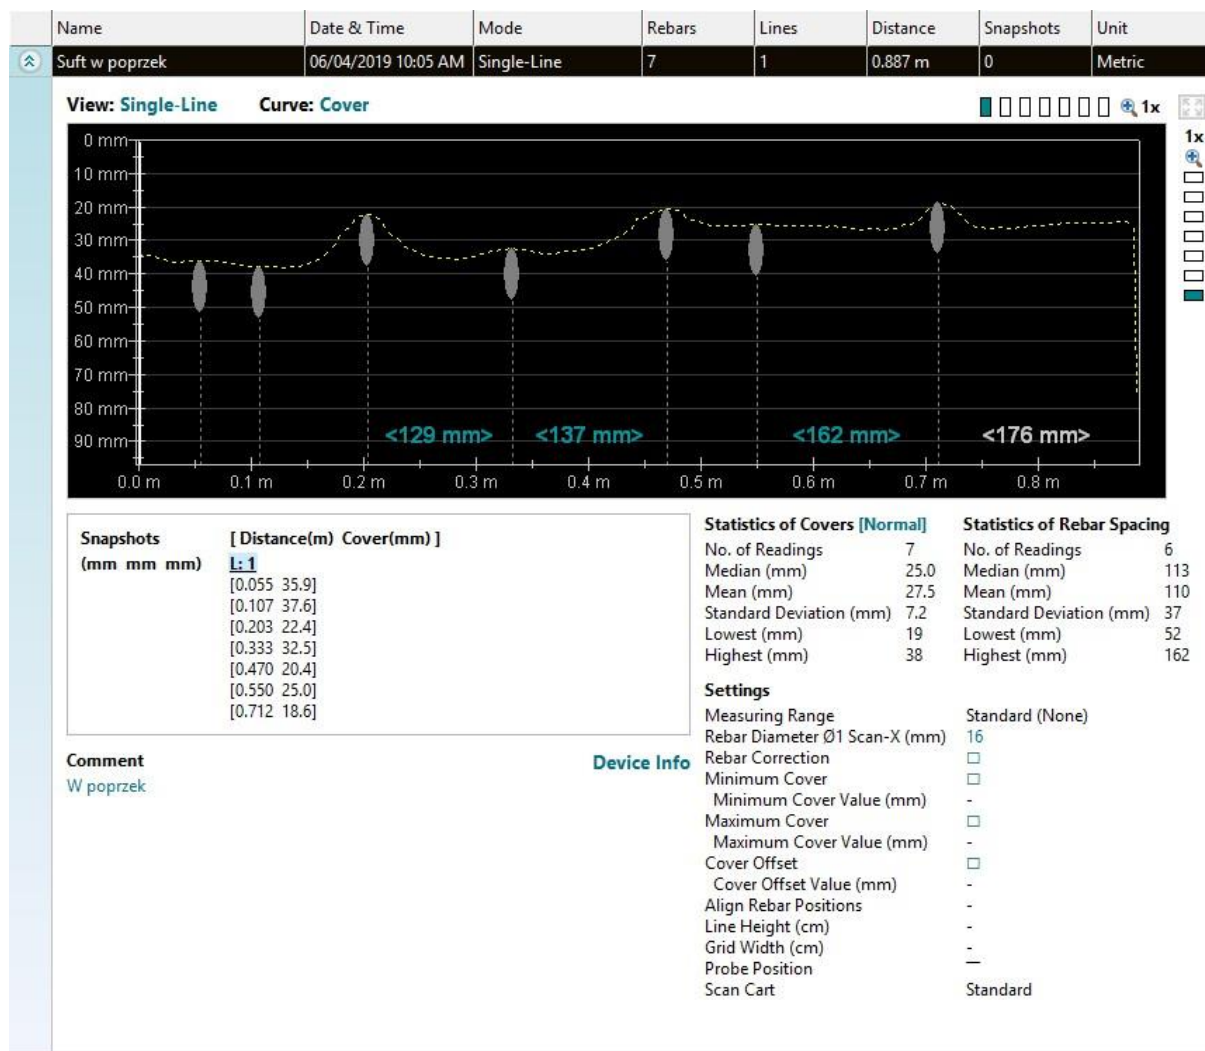 Name Date & Time Mode Rebars Lines Distance Snapshots Unit
Suft w poprzek 06/04/2019 10:05 AM Single-Line 7 1 0.887 m 0 Metric
View: Single-Line Curve: Cover 1x
1x
0 mm
10 mm
20 mm
30 mm
40 mm
50 mm
60 mm
70 mm
80 mm
90 mm
<129 mm> <137 mm> <162 mm> <176 mm>
0.0 m 0.1 m 0.2 m 0.3 m 0.4 m 0.5 m 0.6 m 0.7 m 0.8 m
Snapshots [ Distance(m) Cover(mm) ]
(mm mm mm) L: 1
[0.055 35.9]
[0.107 37.6]
[0.203 22.4]
[0.333 32.5]
[0.470 20.4]
[0.550 25.0]
[0.712 18.6]
Comment Device Info
W poprzek
Statistics of Covers [Normal]
No. of Readings 7
Median (mm) 25.0
Mean (mm) 27.5
Standard Deviation (mm) 7.2
Lowest (mm) 19
Highest (mm) 38
Statistics of Rebar Spacing
No. of Readings 6
Median (mm) 113
Mean (mm) 110
Standard Deviation (mm) 37
Lowest (mm) 52
Highest (mm) 162
Settings
Measuring Range Standard (None)
Rebar Diameter Ø1 Scan-X (mm) 16
Rebar Correction
Minimum Cover
Minimum Cover Value (mm) -
Maximum Cover
Maximum Cover Value (mm) -
Cover Offset
Cover Offset Value (mm) -
Align Rebar Positions -
Line Height (cm) -
Grid Width (cm) -
Probe Position —
Scan Cart Standard